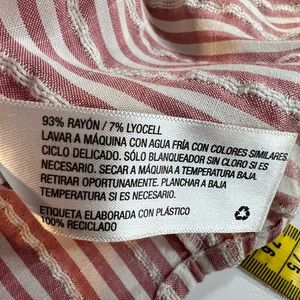 93% RAYÓN / 7% LYOCELL
LAVAR A MÁQUINA CON AGUA FRÍA CON COLORES SIMILARES
CICLO DELICADO. SÓLO BLANQUEADOR SIN CLORO SI ES
NECESARIO. SECAR A MÁQUINA A TEMPERATURA BAJA.
RETIRAR OPORTUNAMENTE. PLANCHAR A BAJA
TEMPERATURA SI ES NECESARIO.
ETIQUETA ELABORADA CON PLÁSTICO
100% RECICLADO